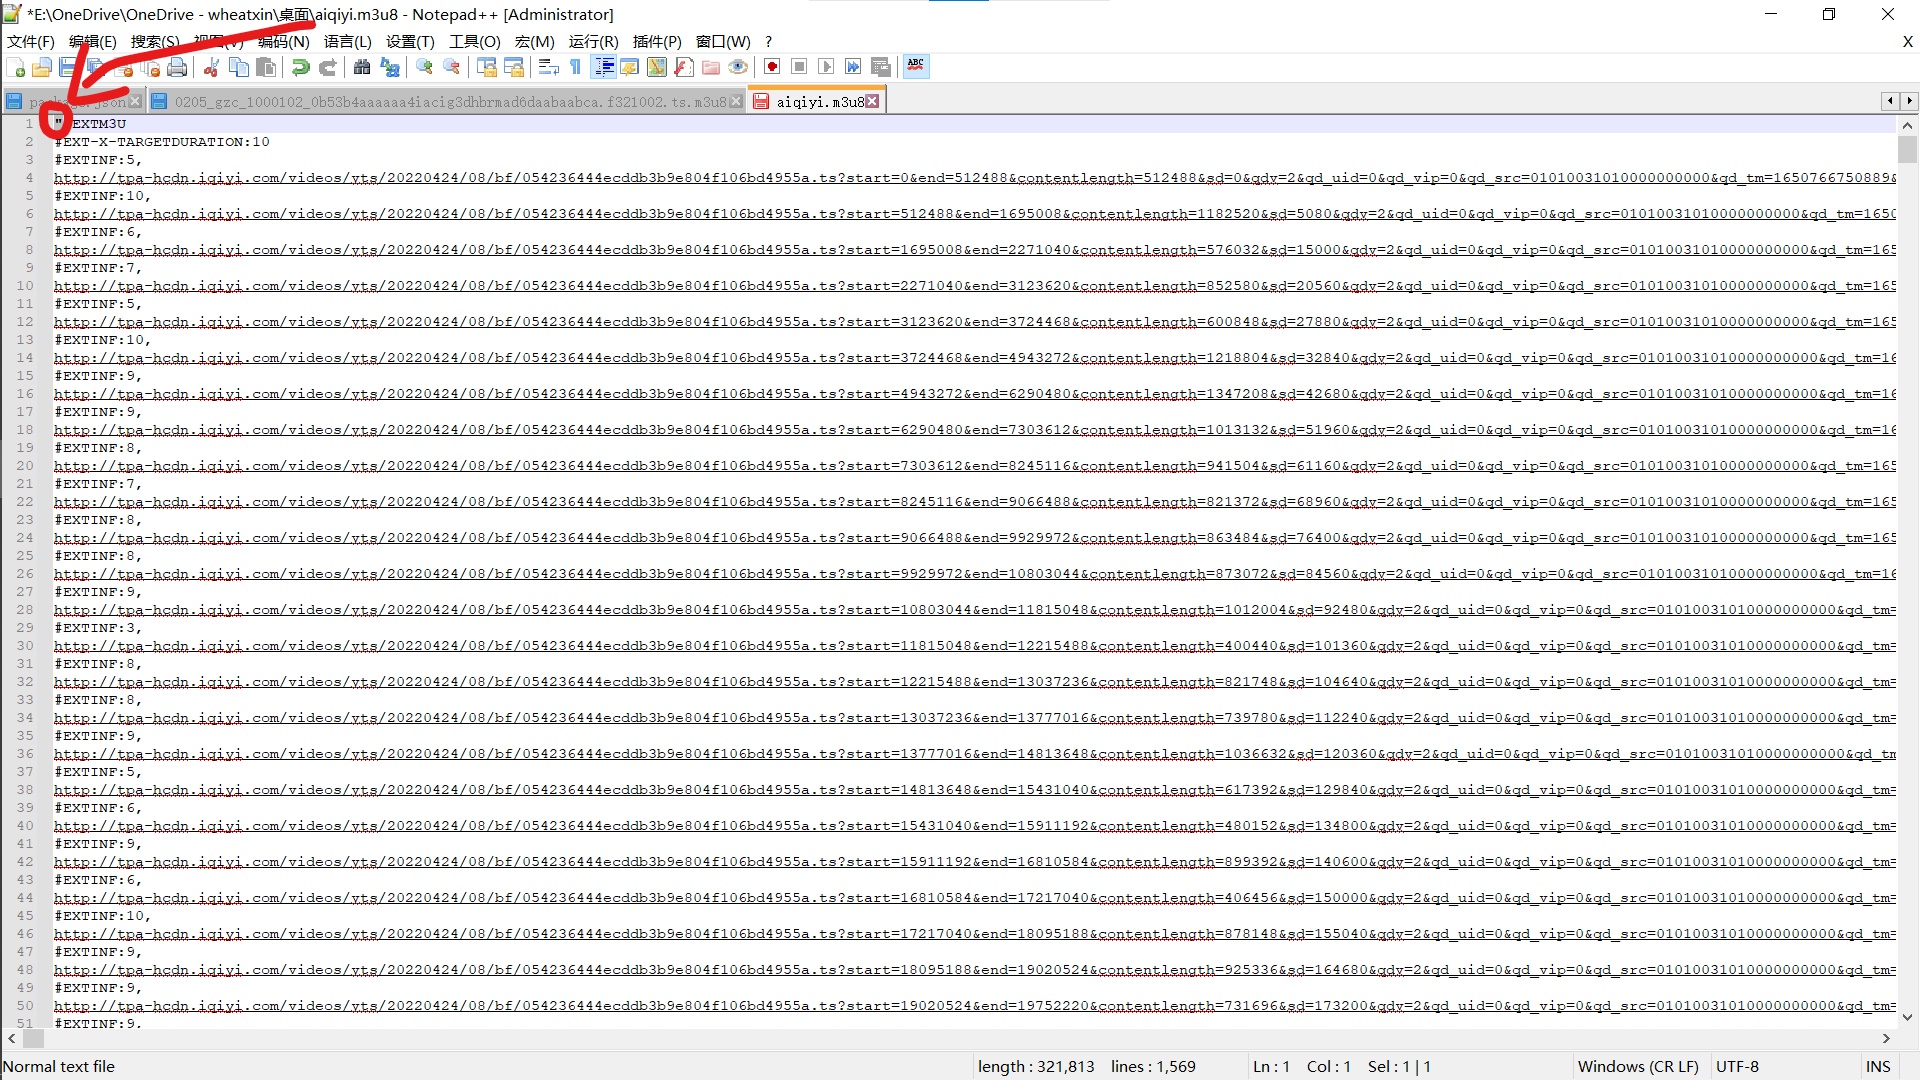 *E:\OneDrive\OneDrive - wheatxin\桌面\aiqiyi.m3u8 - Notepad++ [Administrator]
文件(F) 编辑(E) 搜索(S) 视图(V) 编码(N) 语言(L) 设置(T) 工具(O) 宏(M) 运行(R) 插件(P) 窗口(W) ? X
package.json 0205_gzc_1000102_0b53b4aaaaaa4iacig3dhbrmad6daabaabca.f321002.ts.m3u8 aiqiyi.m3u8
1 "#EXTM3U
2 #EXT-X-TARGETDURATION:10
3 #EXTINF:5,
4 http://tpa-hcdn.iqiyi.com/videos/vts/20220424/08/bf/054236444ecddb3b9e804f106bd4955a.ts?start=0&end=512488&contentlength=512488&sd=0&qdv=2&qd_uid=0&qd_vip=0&qd_src=01010031010000000000&qd_tm=1650766750889&
5 #EXTINF:10,
6 http://tpa-hcdn.iqiyi.com/videos/vts/20220424/08/bf/054236444ecddb3b9e804f106bd4955a.ts?start=512488&end=1695008&contentlength=1182520&sd=5080&qdv=2&qd_uid=0&qd_vip=0&qd_src=01010031010000000000&qd_tm=1650
7 #EXTINF:6,
8 http://tpa-hcdn.iqiyi.com/videos/vts/20220424/08/bf/054236444ecddb3b9e804f106bd4955a.ts?start=1695008&end=2271040&contentlength=576032&sd=15000&qdv=2&qd_uid=0&qd_vip=0&qd_src=01010031010000000000&qd_tm=165
9 #EXTINF:7,
10 http://tpa-hcdn.iqiyi.com/videos/vts/20220424/08/bf/054236444ecddb3b9e804f106bd4955a.ts?start=2271040&end=3123620&contentlength=852580&sd=20560&qdv=2&qd_uid=0&qd_vip=0&qd_src=01010031010000000000&qd_tm=165
11 #EXTINF:5,
12 http://tpa-hcdn.iqiyi.com/videos/vts/20220424/08/bf/054236444ecddb3b9e804f106bd4955a.ts?start=3123620&end=3724468&contentlength=600848&sd=27880&qdv=2&qd_uid=0&qd_vip=0&qd_src=01010031010000000000&qd_tm=165
13 #EXTINF:10,
14 http://tpa-hcdn.iqiyi.com/videos/vts/20220424/08/bf/054236444ecddb3b9e804f106bd4955a.ts?start=3724468&end=4943272&contentlength=1218804&sd=32840&qdv=2&qd_uid=0&qd_vip=0&qd_src=01010031010000000000&qd_tm=16
15 #EXTINF:9,
16 http://tpa-hcdn.iqiyi.com/videos/vts/20220424/08/bf/054236444ecddb3b9e804f106bd4955a.ts?start=4943272&end=6290480&contentlength=1347208&sd=42680&qdv=2&qd_uid=0&qd_vip=0&qd_src=01010031010000000000&qd_tm=16
17 #EXTINF:9,
18 http://tpa-hcdn.iqiyi.com/videos/vts/20220424/08/bf/054236444ecddb3b9e804f106bd4955a.ts?start=6290480&end=7303612&contentlength=1013132&sd=51960&qdv=2&qd_uid=0&qd_vip=0&qd_src=01010031010000000000&qd_tm=16
19 #EXTINF:8,
20 http://tpa-hcdn.iqiyi.com/videos/vts/20220424/08/bf/054236444ecddb3b9e804f106bd4955a.ts?start=7303612&end=8245116&contentlength=941504&sd=61160&qdv=2&qd_uid=0&qd_vip=0&qd_src=01010031010000000000&qd_tm=165
21 #EXTINF:7,
22 http://tpa-hcdn.iqiyi.com/videos/vts/20220424/08/bf/054236444ecddb3b9e804f106bd4955a.ts?start=8245116&end=9066488&contentlength=821372&sd=68960&qdv=2&qd_uid=0&qd_vip=0&qd_src=01010031010000000000&qd_tm=165
23 #EXTINF:8,
24 http://tpa-hcdn.iqiyi.com/videos/vts/20220424/08/bf/054236444ecddb3b9e804f106bd4955a.ts?start=9066488&end=9929972&contentlength=863484&sd=76400&qdv=2&qd_uid=0&qd_vip=0&qd_src=01010031010000000000&qd_tm=165
25 #EXTINF:8,
26 http://tpa-hcdn.iqiyi.com/videos/vts/20220424/08/bf/054236444ecddb3b9e804f106bd4955a.ts?start=9929972&end=10803044&contentlength=873072&sd=84560&qdv=2&qd_uid=0&qd_vip=0&qd_src=01010031010000000000&qd_tm=16
27 #EXTINF:9,
28 http://tpa-hcdn.iqiyi.com/videos/vts/20220424/08/bf/054236444ecddb3b9e804f106bd4955a.ts?start=10803044&end=11815048&contentlength=1012004&sd=92480&qdv=2&qd_uid=0&qd_vip=0&qd_src=01010031010000000000&qd_tm=
29 #EXTINF:3,
30 http://tpa-hcdn.iqiyi.com/videos/vts/20220424/08/bf/054236444ecddb3b9e804f106bd4955a.ts?start=11815048&end=12215488&contentlength=400440&sd=101360&qdv=2&qd_uid=0&qd_vip=0&qd_src=01010031010000000000&qd_tm=
31 #EXTINF:8,
32 http://tpa-hcdn.iqiyi.com/videos/vts/20220424/08/bf/054236444ecddb3b9e804f106bd4955a.ts?start=12215488&end=13037236&contentlength=821748&sd=104640&qdv=2&qd_uid=0&qd_vip=0&qd_src=01010031010000000000&qd_tm=
33 #EXTINF:8,
34 http://tpa-hcdn.iqiyi.com/videos/vts/20220424/08/bf/054236444ecddb3b9e804f106bd4955a.ts?start=13037236&end=13777016&contentlength=739780&sd=112240&qdv=2&qd_uid=0&qd_vip=0&qd_src=01010031010000000000&qd_tm=
35 #EXTINF:9,
36 http://tpa-hcdn.iqiyi.com/videos/vts/20220424/08/bf/054236444ecddb3b9e804f106bd4955a.ts?start=13777016&end=14813648&contentlength=1036632&sd=120360&qdv=2&qd_uid=0&qd_vip=0&qd_src=01010031010000000000&qd_tm
37 #EXTINF:5,
38 http://tpa-hcdn.iqiyi.com/videos/vts/20220424/08/bf/054236444ecddb3b9e804f106bd4955a.ts?start=14813648&end=15431040&contentlength=617392&sd=129840&qdv=2&qd_uid=0&qd_vip=0&qd_src=01010031010000000000&qd_tm=
39 #EXTINF:6,
40 http://tpa-hcdn.iqiyi.com/videos/vts/20220424/08/bf/054236444ecddb3b9e804f106bd4955a.ts?start=15431040&end=15911192&contentlength=480152&sd=134800&qdv=2&qd_uid=0&qd_vip=0&qd_src=01010031010000000000&qd_tm=
41 #EXTINF:9,
42 http://tpa-hcdn.iqiyi.com/videos/vts/20220424/08/bf/054236444ecddb3b9e804f106bd4955a.ts?start=15911192&end=16810584&contentlength=899392&sd=140600&qdv=2&qd_uid=0&qd_vip=0&qd_src=01010031010000000000&qd_tm=
43 #EXTINF:6,
44 http://tpa-hcdn.iqiyi.com/videos/vts/20220424/08/bf/054236444ecddb3b9e804f106bd4955a.ts?start=16810584&end=17217040&contentlength=406456&sd=150000&qdv=2&qd_uid=0&qd_vip=0&qd_src=01010031010000000000&qd_tm=
45 #EXTINF:10,
46 http://tpa-hcdn.iqiyi.com/videos/vts/20220424/08/bf/054236444ecddb3b9e804f106bd4955a.ts?start=17217040&end=18095188&contentlength=878148&sd=155040&qdv=2&qd_uid=0&qd_vip=0&qd_src=01010031010000000000&qd_tm=
47 #EXTINF:9,
48 http://tpa-hcdn.iqiyi.com/videos/vts/20220424/08/bf/054236444ecddb3b9e804f106bd4955a.ts?start=18095188&end=19020524&contentlength=925336&sd=164680&qdv=2&qd_uid=0&qd_vip=0&qd_src=01010031010000000000&qd_tm=
49 #EXTINF:9,
50 http://tpa-hcdn.iqiyi.com/videos/vts/20220424/08/bf/054236444ecddb3b9e804f106bd4955a.ts?start=19020524&end=19752220&contentlength=731696&sd=173200&qdv=2&qd_uid=0&qd_vip=0&qd_src=01010031010000000000&qd_tm=
51 #EXTINF:9,
Normal text file length : 321,813 lines : 1,569 Ln : 1 Col : 1 Sel : 1 | 1 Windows (CR LF) UTF-8 INS